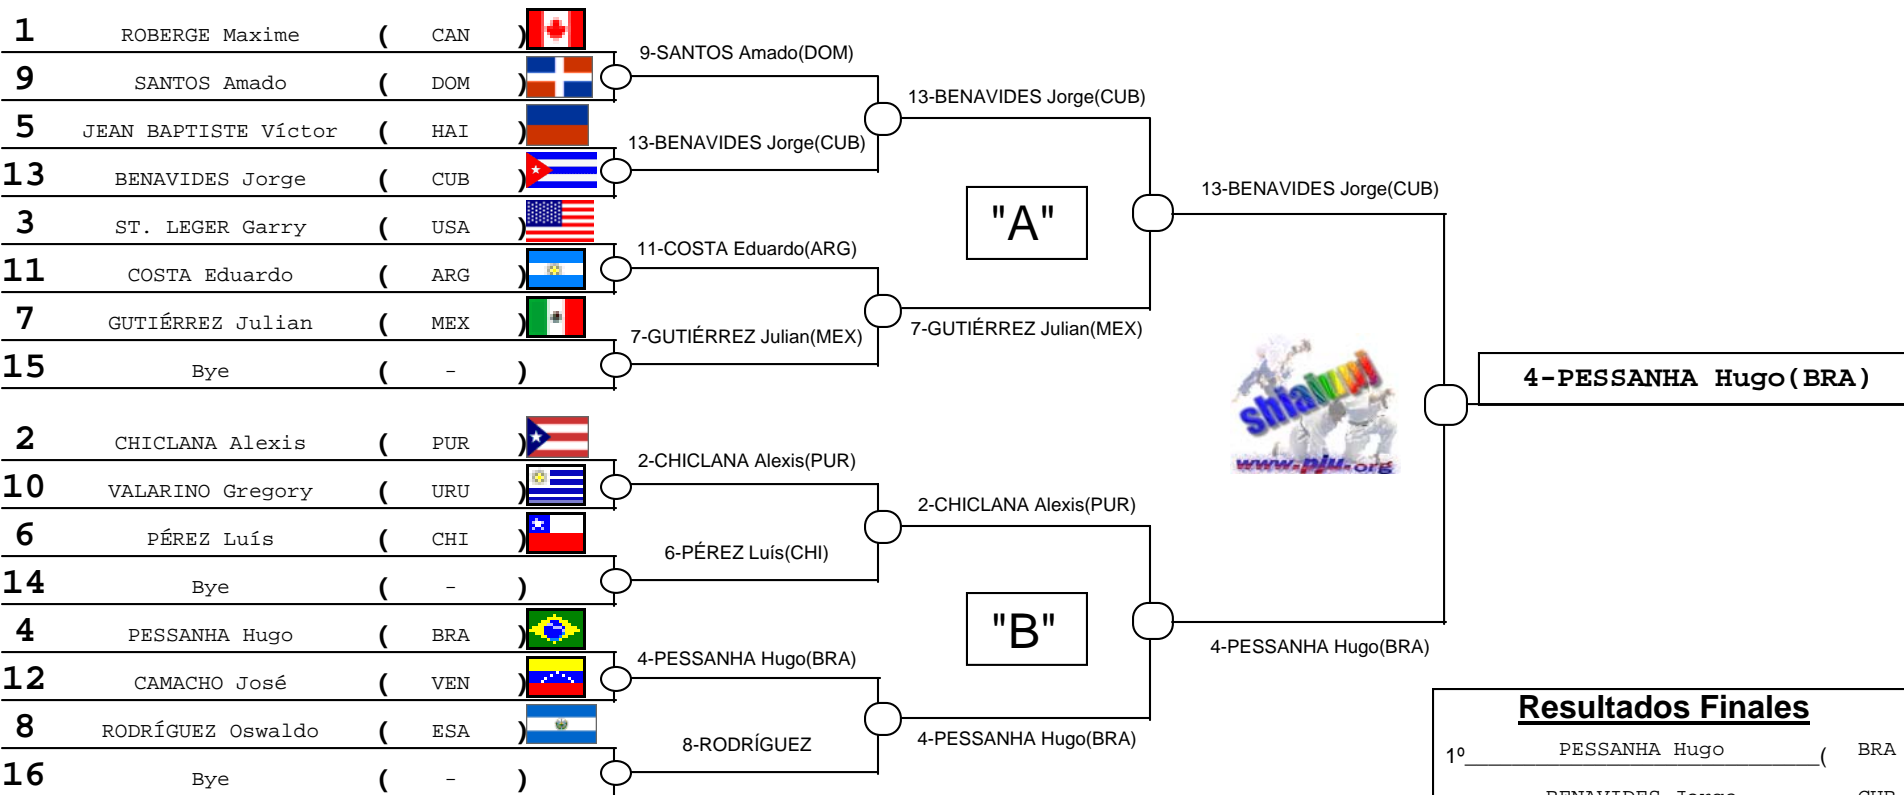 1 ROBERGE Maxime ( CAN )
9 SANTOS Amado ( DOM )
5 JEAN BAPTISTE Víctor ( HAI )
13 BENAVIDES Jorge ( CUB )
3 ST. LEGER Garry ( USA )
11 COSTA Eduardo ( ARG )
7 GUTIÉRREZ Julian ( MEX )
15 Bye ( - )
2 CHICLANA Alexis ( PUR )
10 VALARINO Gregory ( URU )
6 PÉREZ Luís ( CHI )
14 Bye ( - )
4 PESSANHA Hugo ( BRA )
12 CAMACHO José ( VEN )
8 RODRÍGUEZ Oswaldo ( ESA )
16 Bye ( - )
9-SANTOS Amado(DOM)
13-BENAVIDES Jorge(CUB)
11-COSTA Eduardo(ARG)
7-GUTIÉRREZ Julian(MEX)
2-CHICLANA Alexis(PUR)
6-PÉREZ Luís(CHI)
4-PESSANHA Hugo(BRA)
8-RODRÍGUEZ
13-BENAVIDES Jorge(CUB)
"A"
7-GUTIÉRREZ Julian(MEX)
2-CHICLANA Alexis(PUR)
"B"
4-PESSANHA Hugo(BRA)
13-BENAVIDES Jorge(CUB)
4-PESSANHA Hugo(BRA)
www.pju.org
4-PESSANHA Hugo(BRA)
Resultados Finales
1º PESSANHA Hugo ( BRA
BENAVIDES Jorge CUB